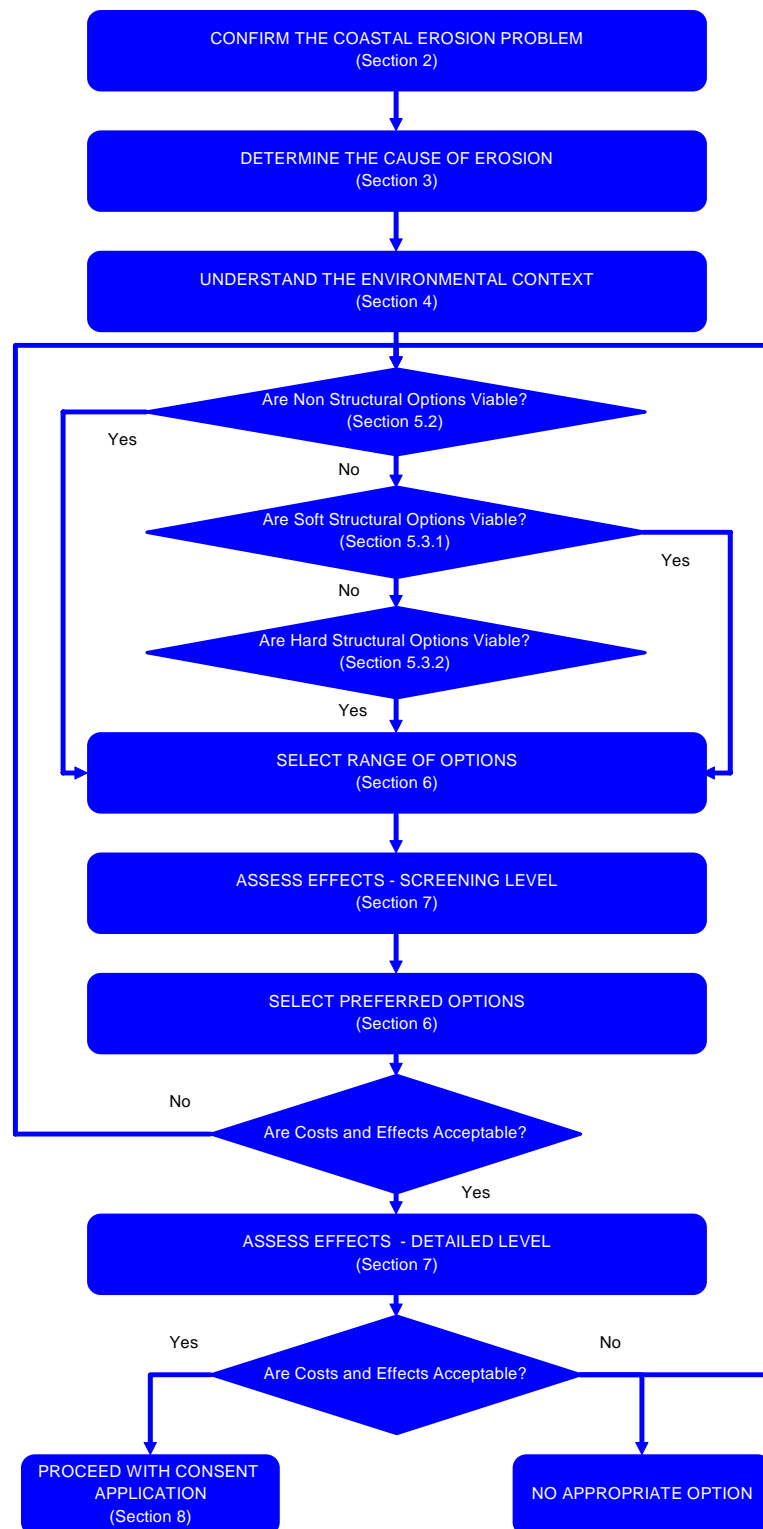 CONFIRM THE COASTAL EROSION PROBLEM
(Section 2)
DETERMINE THE CAUSE OF EROSION
(Section 3)
UNDERSTAND THE ENVIRONMENTAL CONTEXT
(Section 4)
Are Non Structural Options Viable?
(Section 5.2)
Yes
No
Are Soft Structural Options Viable?
(Section 5.3.1)
Yes
No
Are Hard Structural Options Viable?
(Section 5.3.2)
Yes
SELECT RANGE OF OPTIONS
(Section 6)
ASSESS EFFECTS - SCREENING LEVEL
(Section 7)
SELECT PREFERRED OPTIONS
(Section 6)
No
Are Costs and Effects Acceptable?
Yes
ASSESS EFFECTS  - DETAILED LEVEL
(Section 7)
Yes
No
Are Costs and Effects Acceptable?
PROCEED WITH CONSENT
APPLICATION
(Section 8)
NO APPROPRIATE OPTION